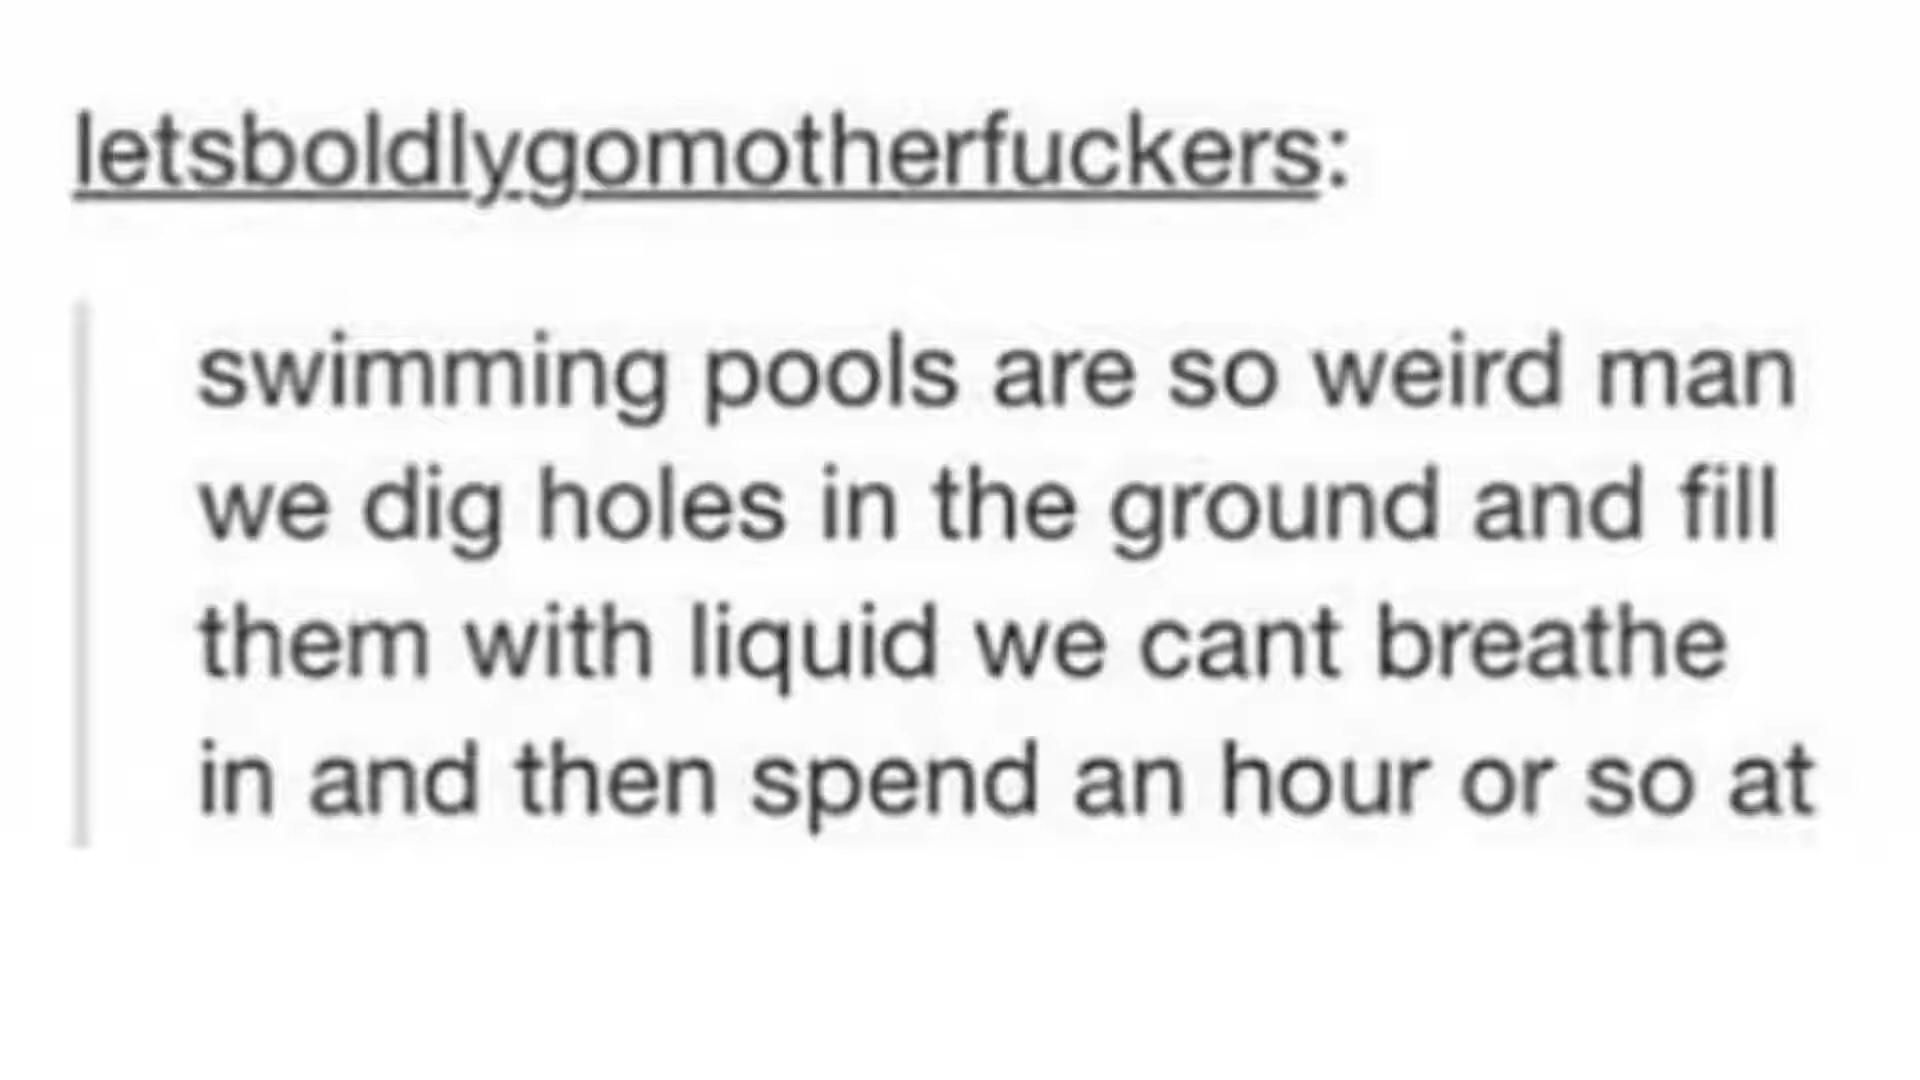 letsboldlygomotherfuckers:
swimming pools are so weird man
we dig holes in the ground and fill
them with liquid we cant breathe
in and then spend an hour or so at